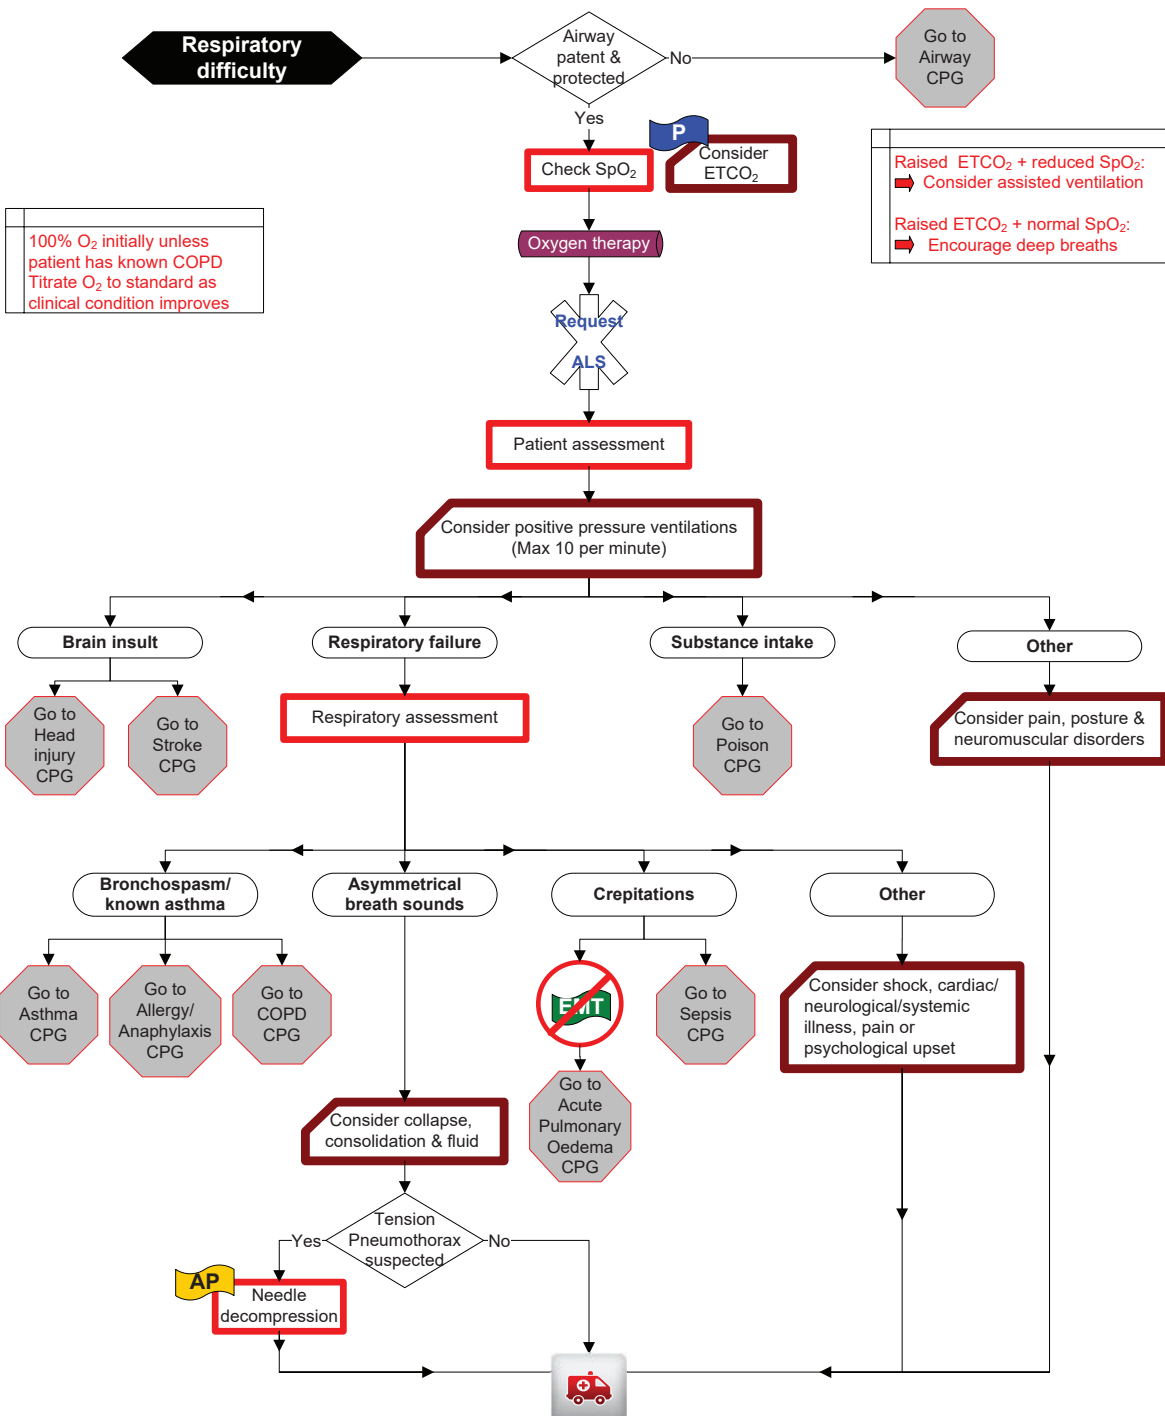 Respiratory
difficulty
Airway
patent &
protected
No
Go to
Airway
CPG
Yes
P
Check SpO₂
Consider
ETCO₂
Raised ETCO₂ + reduced SpO₂:
Consider assisted ventilation
Raised ETCO₂ + normal SpO₂:
Encourage deep breaths
100% O₂ initially unless
patient has known COPD
Titrate O₂ to standard as
clinical condition improves
Oxygen therapy
Request
ALS
Patient assessment
Consider positive pressure ventilations
(Max 10 per minute)
Brain insult
Respiratory failure
Substance intake
Other
Go to
Head
injury
CPG
Go to
Stroke
CPG
Respiratory assessment
Go to
Poison
CPG
Consider pain, posture &
neuromuscular disorders
Bronchospasm/
known asthma
Asymmetrical
breath sounds
Crepitations
Other
Go to
Asthma
CPG
Go to
Allergy/
Anaphylaxis
CPG
Go to
COPD
CPG
EMT
Go to
Sepsis
CPG
Consider shock, cardiac/
neurological/systemic
illness, pain or
psychological upset
Go to
Acute
Pulmonary
Oedema
CPG
Consider collapse,
consolidation & fluid
Tension
Pneumothorax
suspected
Yes
No
AP
Needle
decompression